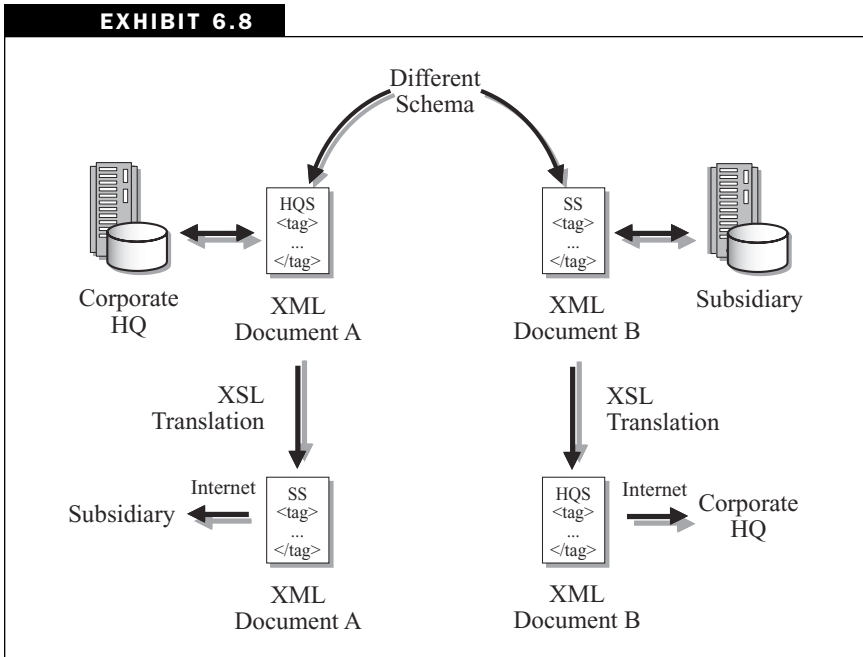 EXHIBIT 6.8
Different
Schema
HQS
<tag>
...
</tag>
SS
<tag>
...
</tag>
Corporate
HQ
XML
Document A
XML
Document B
Subsidiary
XSL
Translation
XSL
Translation
Subsidiary
Internet
SS
<tag>
...
</tag>
HQS
<tag>
...
</tag>
Internet
Corporate
HQ
XML
Document A
XML
Document B